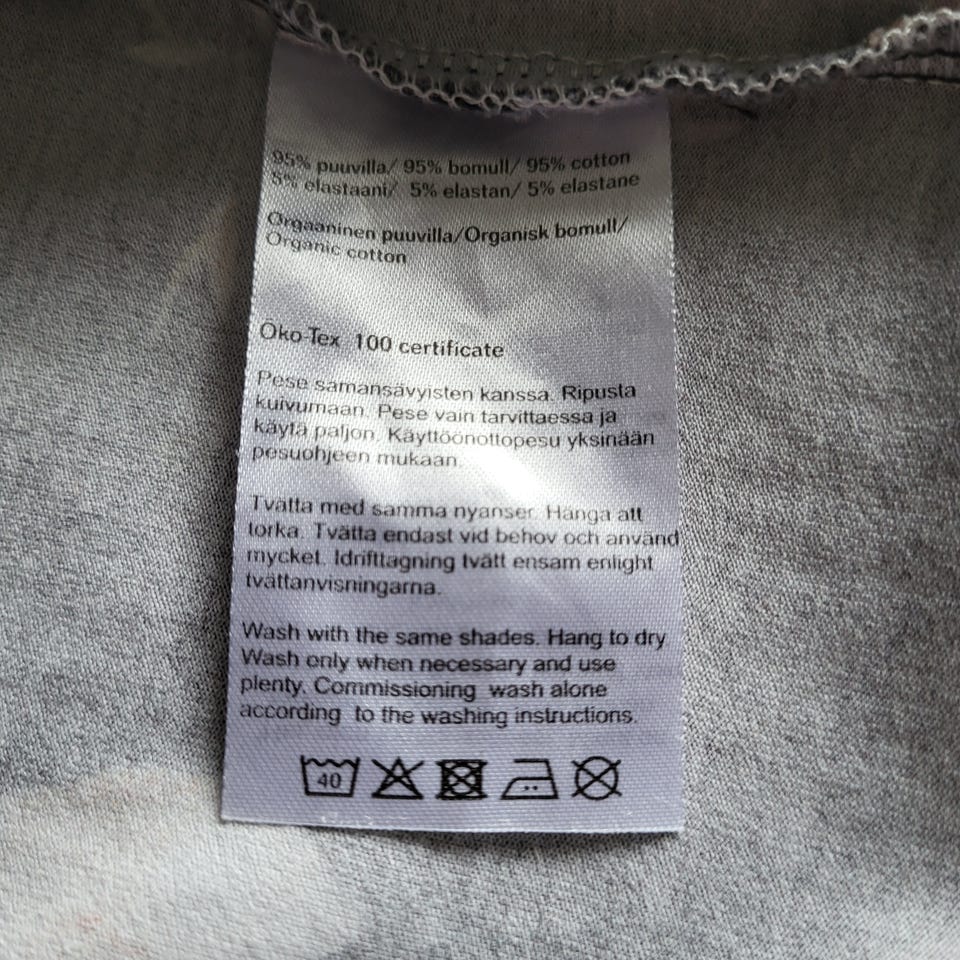 95% puuvilla/ 95% bomull/ 95% cotton
5% elastaani/ 5% elastan/ 5% elastane
Orgaaninen puuvilla/Organisk bomull/
Organic cotton
Öko-Tex 100 certificate
Pese samansävyisten kanssa. Ripusta
kuivumaan. Pese vain tarvittaessa ja
käytä paljon. Käyttöönottopesu yksinään
pesuohjeen mukaan.
Tvätta med samma nyanser. Hänga att
torka. Tvätta endast vid behov och använd
mycket. Idrifttagning tvätt ensam enlight
tvättanvisningarna.
Wash with the same shades. Hang to dry
Wash only when necessary and use
plenty. Commissioning wash alone
according to the washing instructions.
40